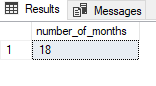 Results Messages
number_of_months
1 18